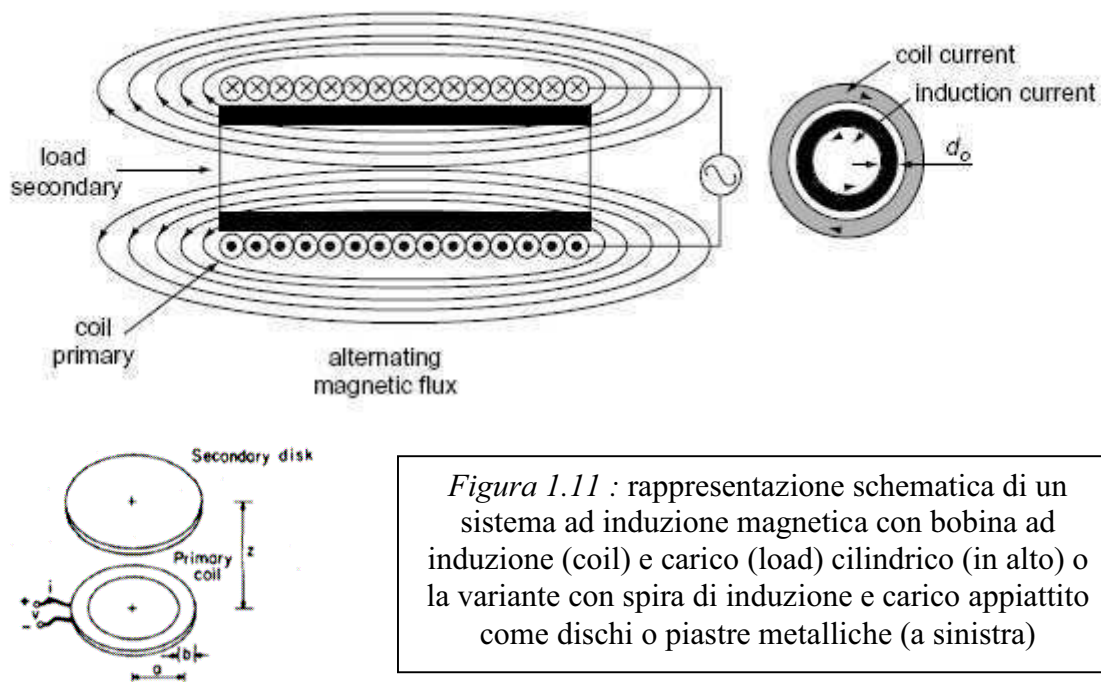 coil current
induction current
d_o
load
secondary
coil
primary
alternating
magnetic flux
Secondary disk
Primary
coil
z
i
+
v
-
(b)
a
Figura 1.11 : rappresentazione schematica di un
sistema ad induzione magnetica con bobina ad
induzione (coil) e carico (load) cilindrico (in alto) o
la variante con spira di induzione e carico appiattito
come dischi o piastre metalliche (a sinistra)